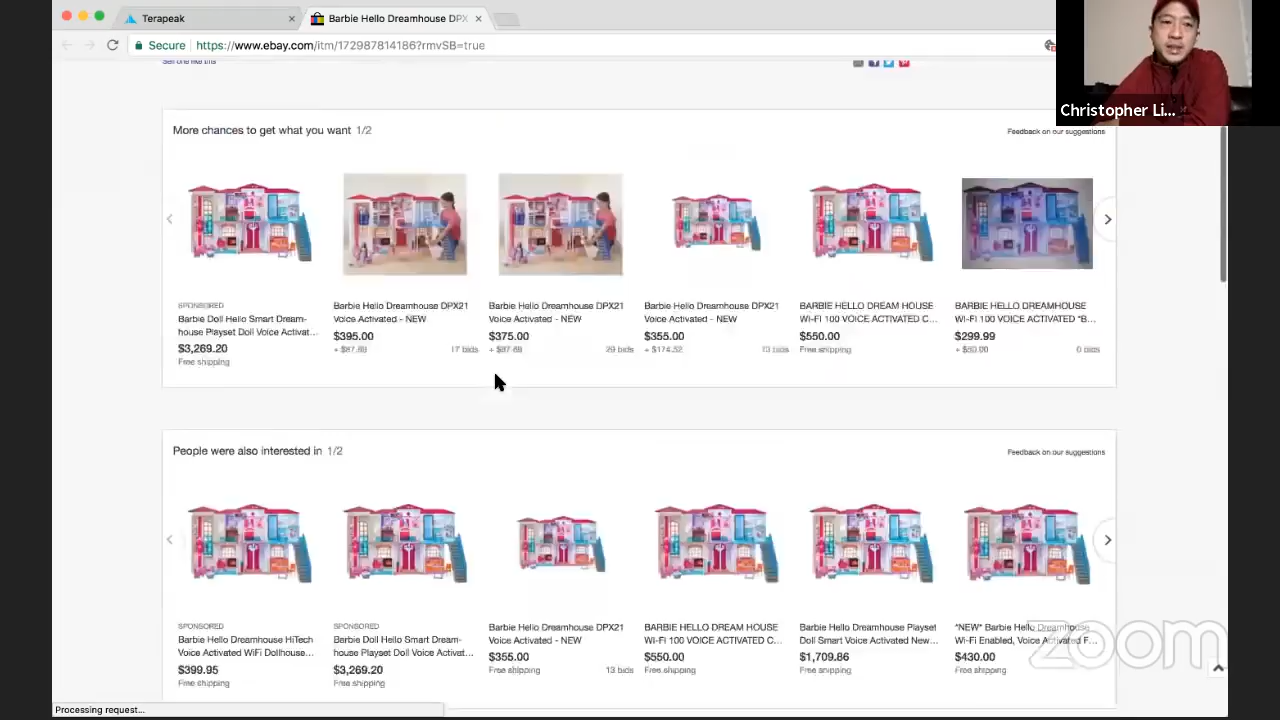 Terapeak
Barbie Hello Dreamhouse DPX
Secure https://www.ebay.com/itm/172987814186?rmvSB=true
Sell one like this
Christopher Li...
More chances to get what you want 1/2
Feedback on our suggestions
SPONSORED
Barbie Doll Hello Smart Dream-
house Playset Doll Voice Activat...
$3,269.20
Free shipping
Barbie Hello Dreamhouse DPX21
Voice Activated - NEW
$395.00
17 bids
Barbie Hello Dreamhouse DPX21
Voice Activated - NEW
$375.00
29 bids
Barbie Hello Dreamhouse DPX21
Voice Activated - NEW
$355.00
+ $174.52 13 bids
BARBIE HELLO DREAM HOUSE
WI-FI 100 VOICE ACTIVATED C...
$550.00
Free shipping
BARBIE HELLO DREAMHOUSE
WI-FI 100 VOICE ACTIVATED "B...
$299.99
0 bids
People were also interested in 1/2
Feedback on our suggestions
SPONSORED
Barbie Hello Dreamhouse HiTech
Voice Activated WiFi Dollhouse...
$399.95
Free shipping
SPONSORED
Barbie Doll Hello Smart Dream-
house Playset Doll Voice Activat...
$3,269.20
Free shipping
Barbie Hello Dreamhouse DPX21
Voice Activated - NEW
$355.00
Free shipping 13 bids
BARBIE HELLO DREAM HOUSE
WI-FI 100 VOICE ACTIVATED C...
$550.00
Free shipping
Barbie Hello Dreamhouse Playset
Doll Smart Voice Activated New...
$1,709.86
Free shipping
*NEW* Barbie Hello Dreamhouse
Wi-Fi Enabled, Voice Activated F...
$430.00
Free shipping
zoom
Processing request...